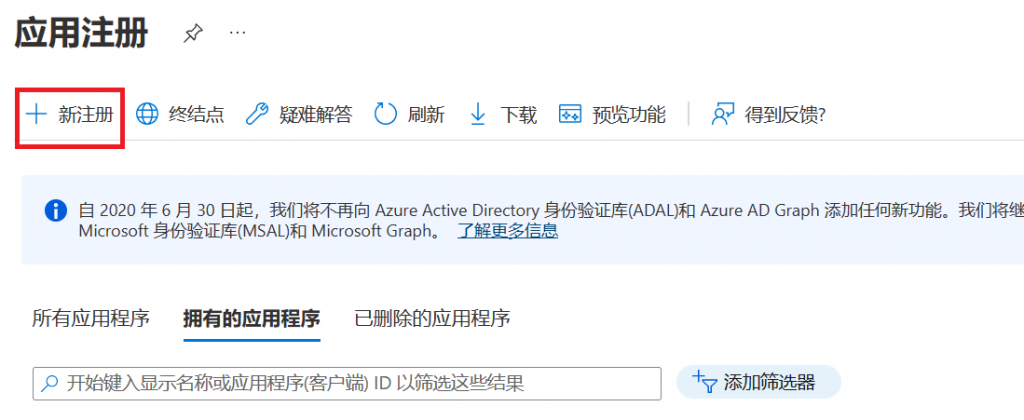 应用注册
新注册 终结点 疑难解答 刷新 下载 预览功能 得到反馈?
自 2020 年 6 月 30 日起，我们将不再向 Azure Active Directory 身份验证库(ADAL)和 Azure AD Graph 添加任何新功能。我们将继
Microsoft 身份验证库(MSAL)和 Microsoft Graph。 了解更多信息
所有应用程序 拥有的应用程序 已删除的应用程序
开始键入显示名称或应用程序(客户端) ID 以筛选这些结果 添加筛选器